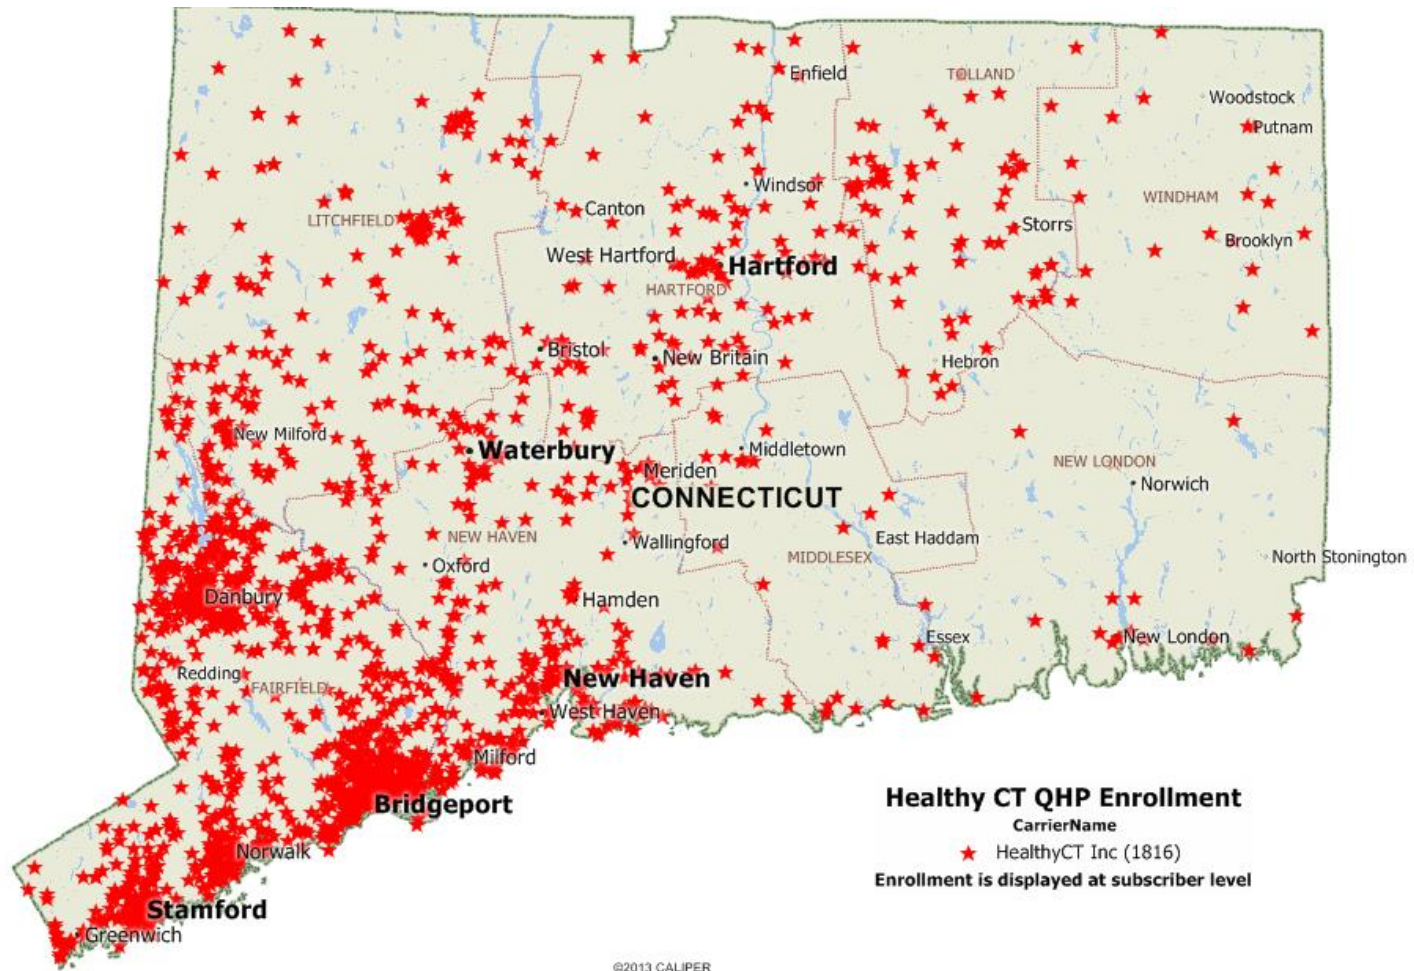 Enfield
TOLLAND
Woodstock
Putnam
Windsor
WINDHAM
Canton
LITCHFIELD
Storrs
Brooklyn
West Hartford
Hartford
HARTFORD
Bristol
New Britain
Hebron
New Milford
Waterbury
Middletown
Meriden
NEW LONDON
Norwich
CONNECTICUT
NEW HAVEN
Wallingford
East Haddam
MIDDLESEX
North Stonington
Oxford
Danbury
Hamden
Essex
New London
Redding
New Haven
FAIRFIELD
West Haven
Milford
Bridgeport
Healthy CT QHP Enrollment
CarrierName
HealthyCT Inc (1816)
Enrollment is displayed at subscriber level
Norwalk
Stamford
Greenwich
©2013 CALIPER